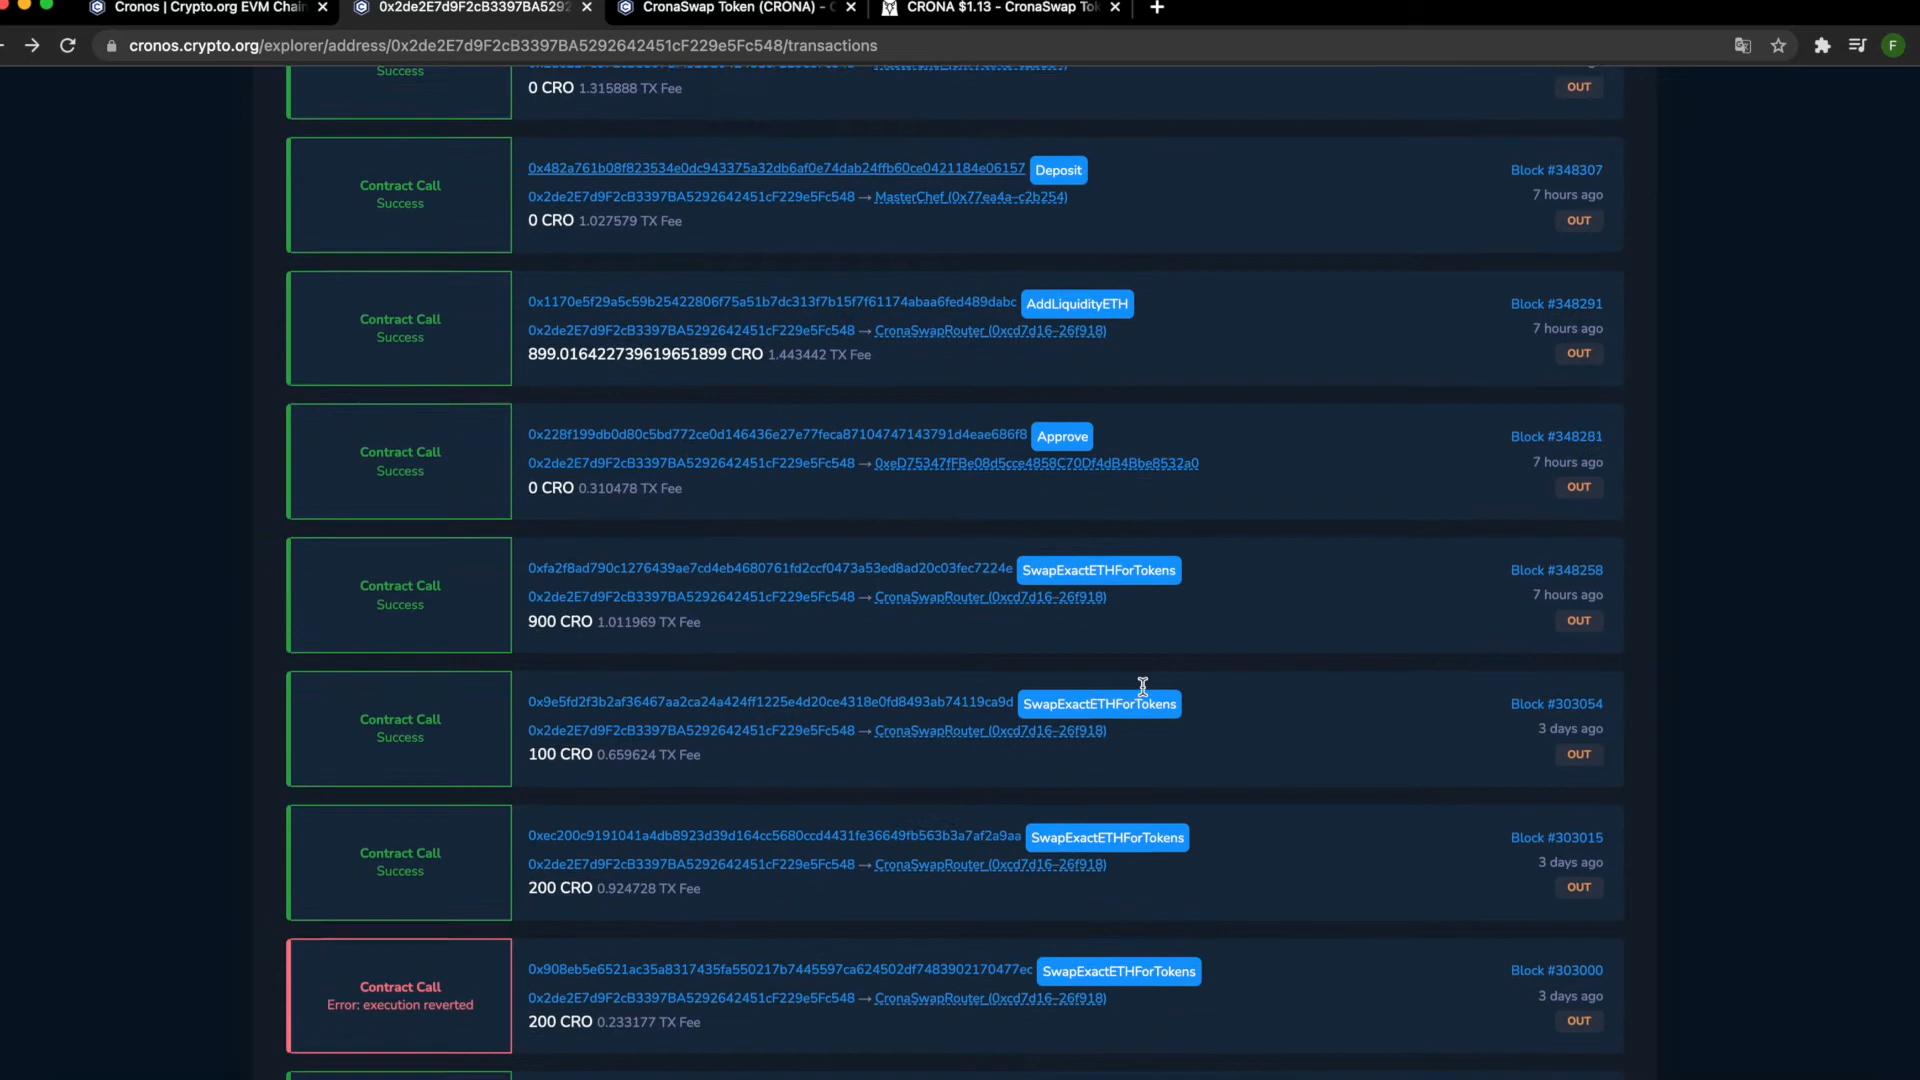 Cronos | Crypto.org EVM Chain
0x2de2E7d9F2cB3397BA5292
CronaSwap Token (CRONA) - C
CRONA $1.13 - CronaSwap Tok
cronos.crypto.org/explorer/address/0x2de2E7d9F2cB3397BA5292642451cF229e5Fc548/transactions
F
Success
0 CRO 1.315888 TX Fee
OUT
Contract Call
Success
0x482a761b08f823534e0dc943375a32db6af0e74dab24ffb60ce0421184e06157 Deposit
0x2de2E7d9F2cB3397BA5292642451cF229e5Fc548 → MasterChef (0x77ea4a–c2b254)
0 CRO 1.027579 TX Fee
Block #348307
7 hours ago
OUT
Contract Call
Success
0x1170e5f29a5c59b25422806f75a51b7dc313f7b15f7f61174abaa6fed489dabc AddLiquidityETH
0x2de2E7d9F2cB3397BA5292642451cF229e5Fc548 → CronaSwapRouter (0xcd7d16–26f918)
899.016422739619651899 CRO 1.443442 TX Fee
Block #348291
7 hours ago
OUT
Contract Call
Success
0x228f199db0d80c5bd772ce0d146436e27e77feca87104747143791d4eae686f8 Approve
0x2de2E7d9F2cB3397BA5292642451cF229e5Fc548 → 0xeD75347fFBe08d5cce4858C70Df4dB4Bbe8532a0
0 CRO 0.310478 TX Fee
Block #348281
7 hours ago
OUT
Contract Call
Success
0xfa2f8ad790c1276439ae7cd4eb4680761fd2ccf0473a53ed8ad20c03fec7224e SwapExactETHForTokens
0x2de2E7d9F2cB3397BA5292642451cF229e5Fc548 → CronaSwapRouter (0xcd7d16–26f918)
900 CRO 1.011969 TX Fee
Block #348258
7 hours ago
OUT
Contract Call
Success
0x9e5fd2f3b2af36467aa2ca24a424ff1225e4d20ce4318e0fd8493ab74119ca9d SwapExactETHForTokens
0x2de2E7d9F2cB3397BA5292642451cF229e5Fc548 → CronaSwapRouter (0xcd7d16–26f918)
100 CRO 0.659624 TX Fee
Block #303054
3 days ago
OUT
Contract Call
Success
0xec200c9191041a4db8923d39d164cc5680ccd4431fe36649fb563b3a7af2a9aa SwapExactETHForTokens
0x2de2E7d9F2cB3397BA5292642451cF229e5Fc548 → CronaSwapRouter (0xcd7d16–26f918)
200 CRO 0.924728 TX Fee
Block #303015
3 days ago
OUT
Contract Call
Error: execution reverted
0x908eb5e6521ac35a8317435fa550217b7445597ca624502df7483902170477ec SwapExactETHForTokens
0x2de2E7d9F2cB3397BA5292642451cF229e5Fc548 → CronaSwapRouter (0xcd7d16–26f918)
200 CRO 0.233177 TX Fee
Block #303000
3 days ago
OUT